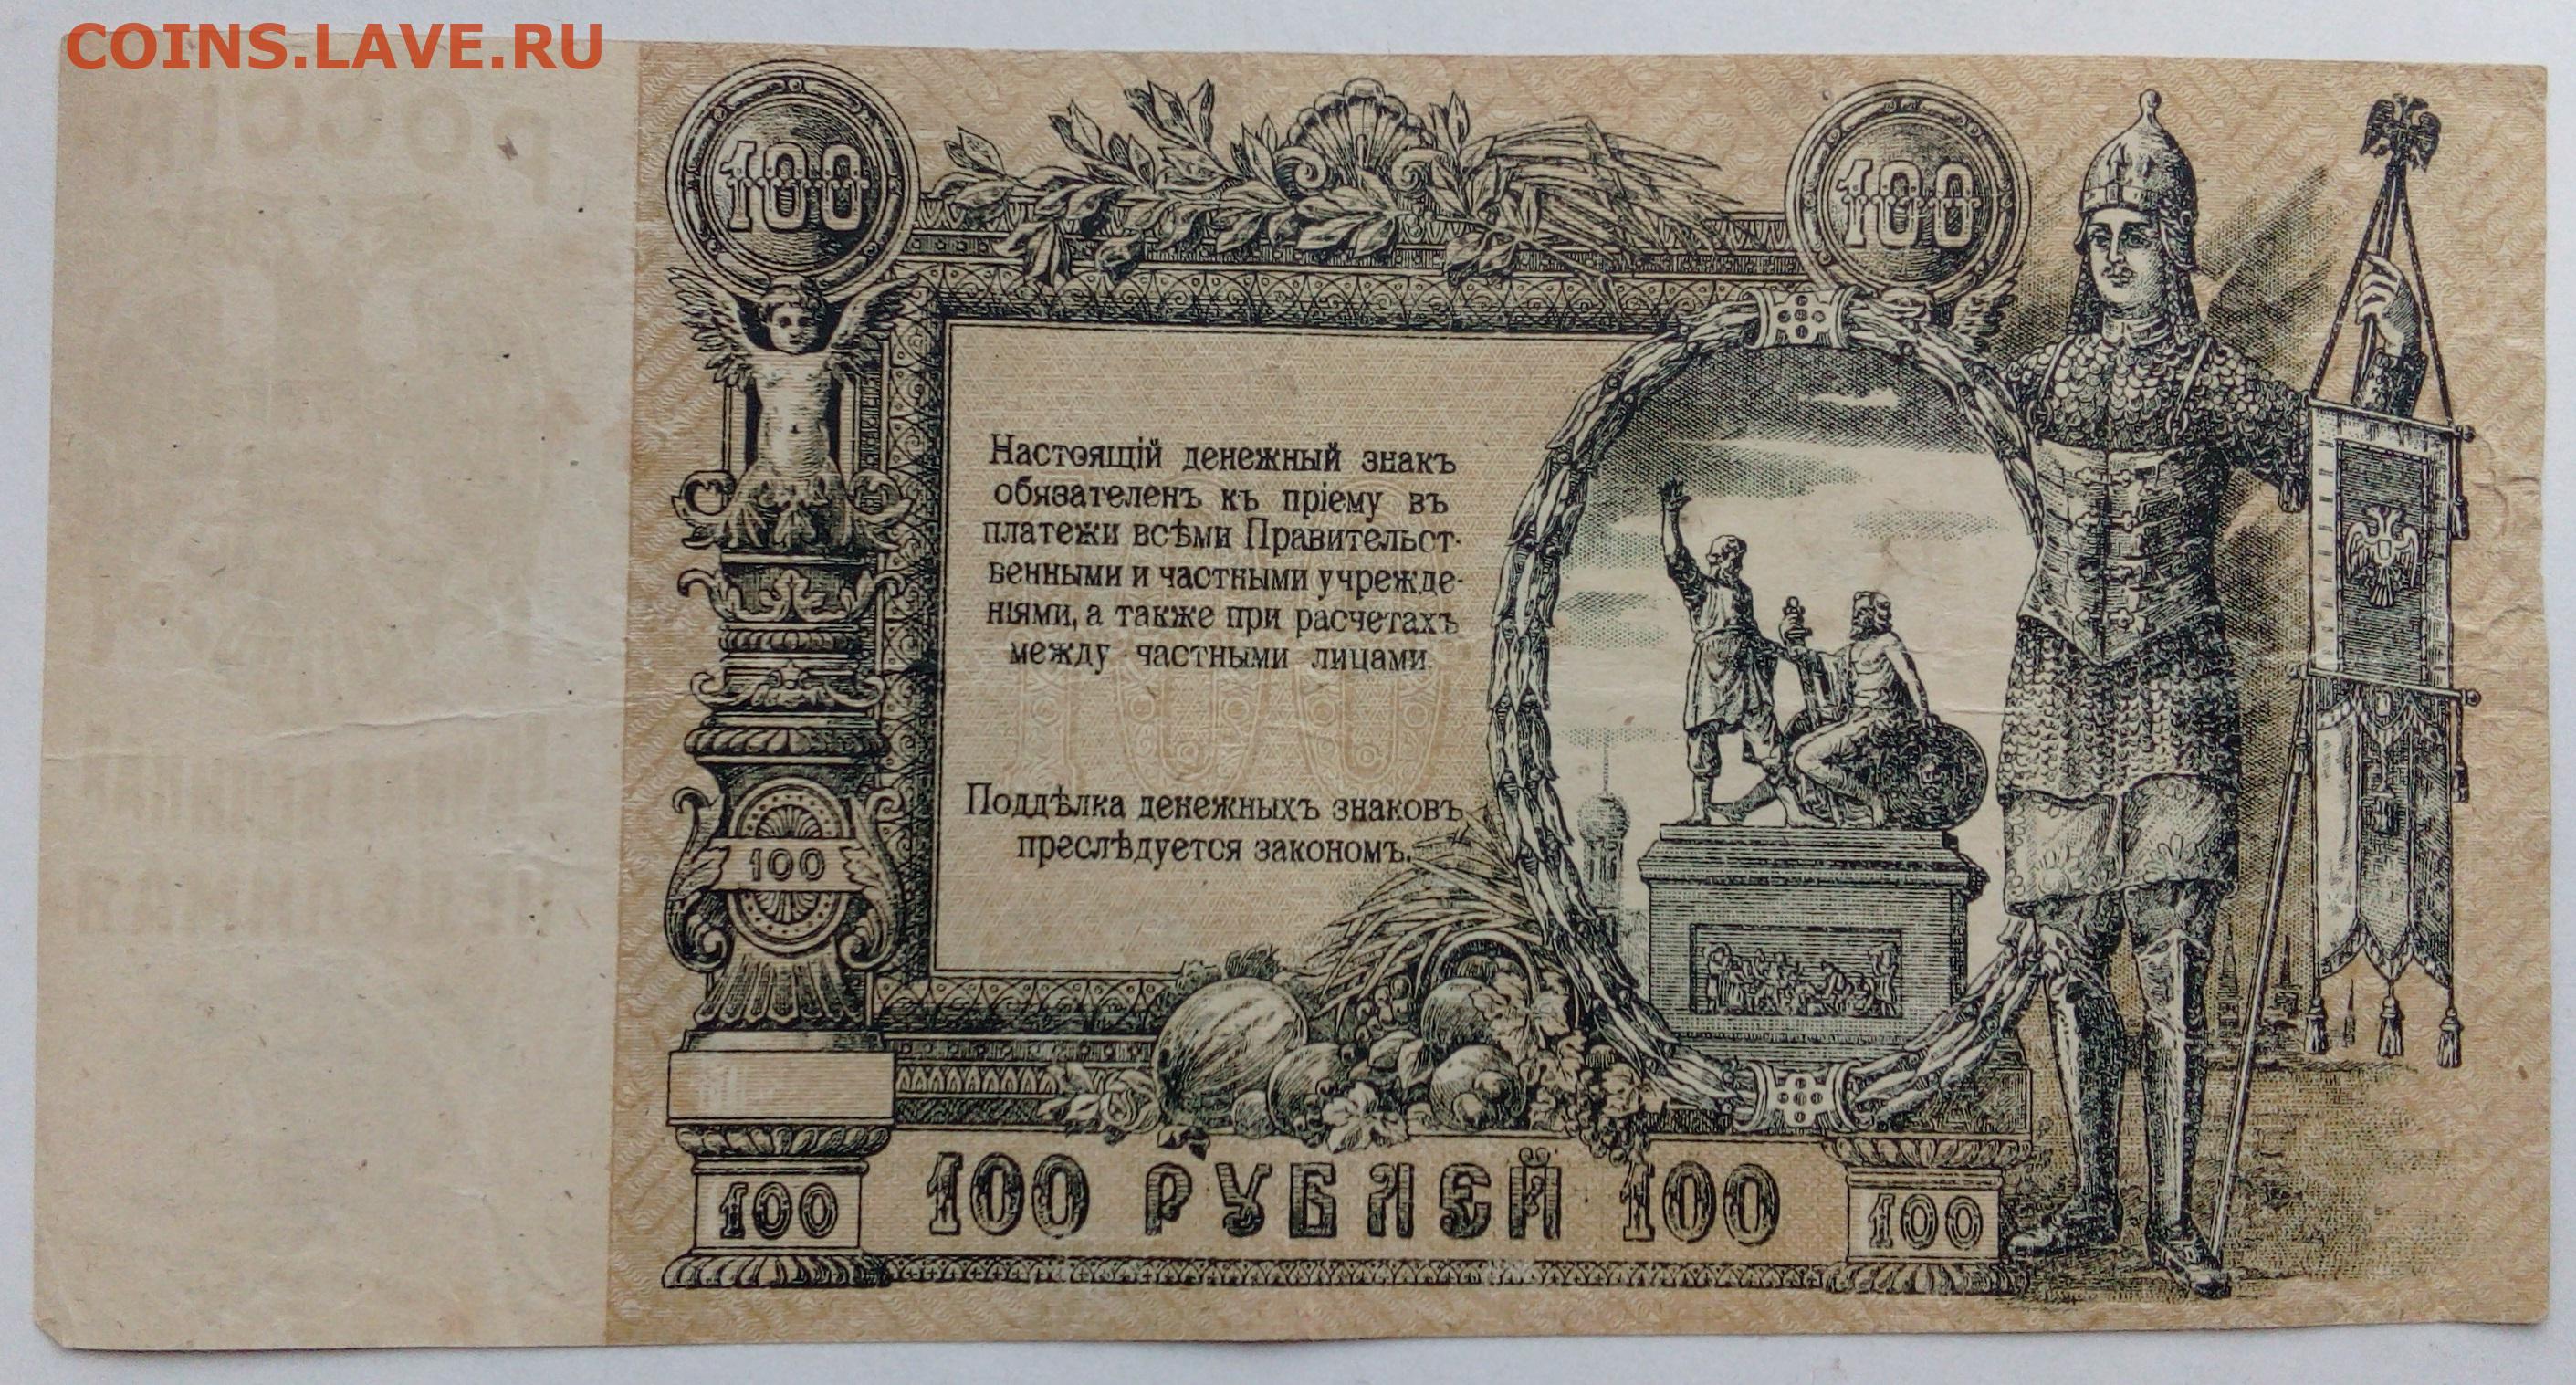 COINS.LAVE.RU
100
100
Настоящій денежный знакъ
обязателенъ къ пріему въ
платежи всѣми Правительст-
венными и частными учрежде-
ніями, а также при расчетахъ
между частными лицами.
Поддѣлка денежныхъ знаковъ
преслѣдуется закономъ.
100
100
100 РУБЛЕЙ 100
100